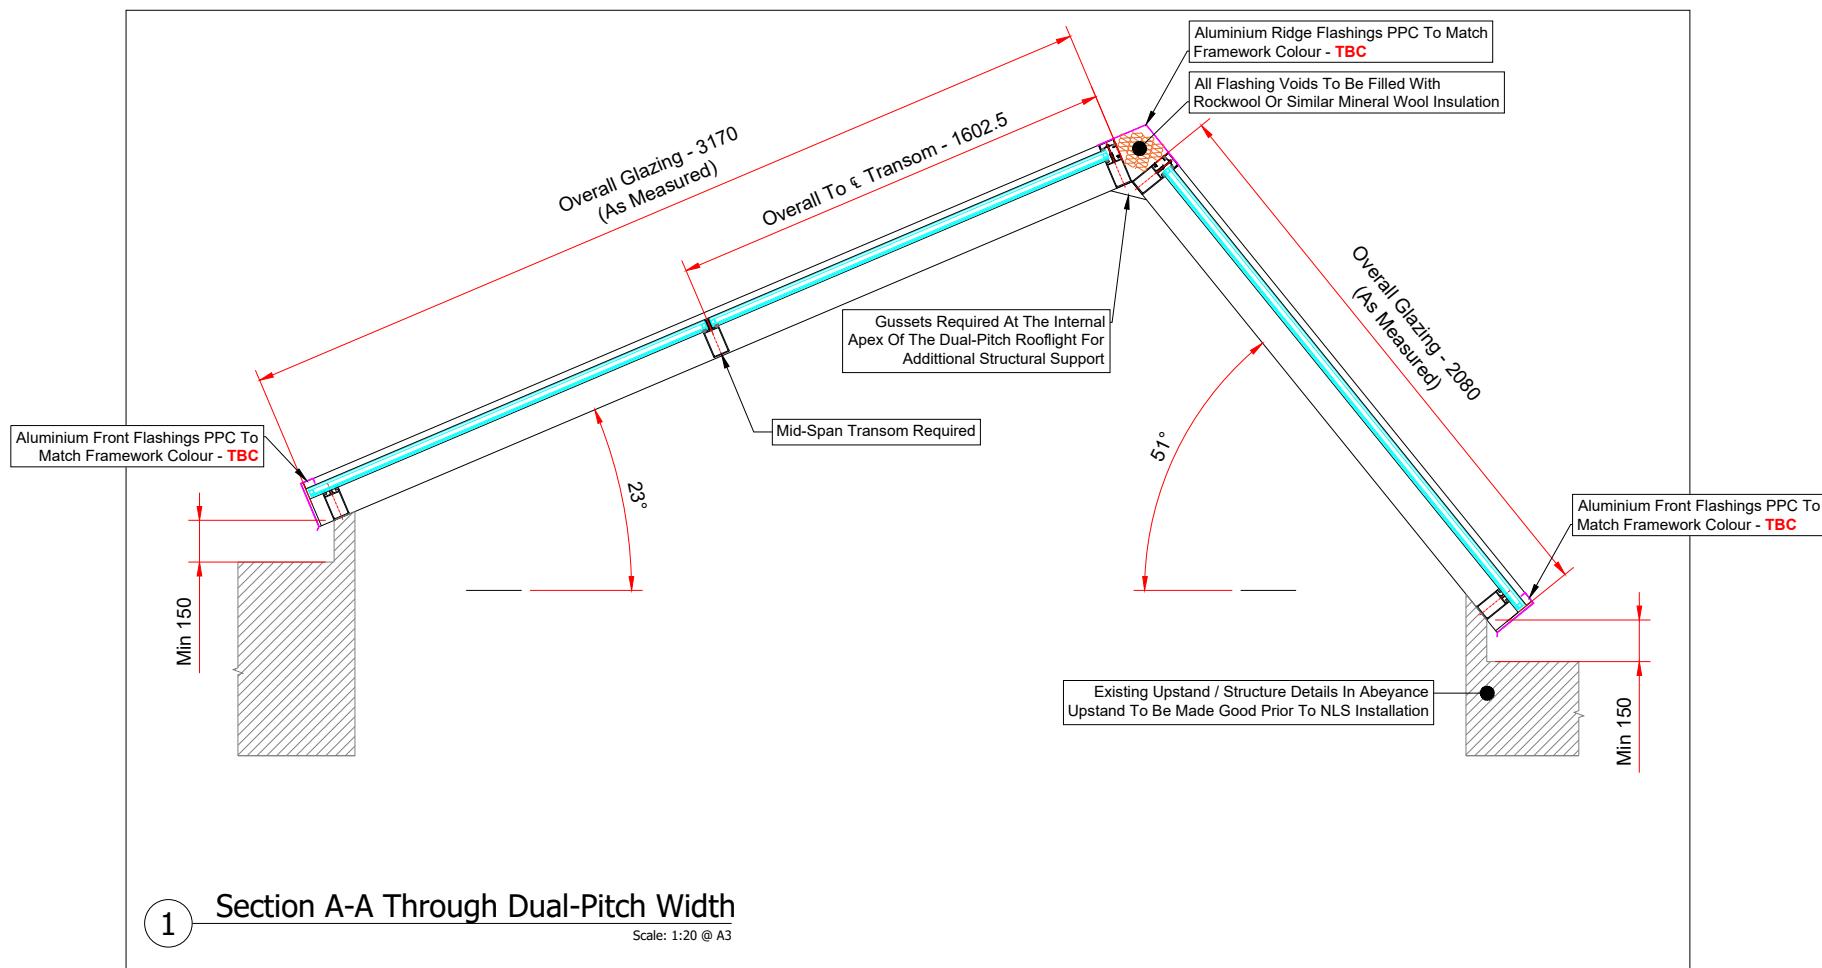 Aluminium Ridge Flashings PPC To Match
Framework Colour - TBC
All Flashing Voids To Be Filled With
Rockwool Or Similar Mineral Wool Insulation
Overall Glazing - 3170
(As Measured)
Overall To ℄ Transom - 1602.5
Overall Glazing - 2080
(As Measured)
Gussets Required At The Internal
Apex Of The Dual-Pitch Rooflight For
Addittional Structural Support
Mid-Span Transom Required
Aluminium Front Flashings PPC To
Match Framework Colour - TBC
23°
51°
Aluminium Front Flashings PPC To
Match Framework Colour - TBC
Min 150
Existing Upstand / Structure Details In Abeyance
Upstand To Be Made Good Prior To NLS Installation
Min 150
1
Section A-A Through Dual-Pitch Width
Scale: 1:20 @ A3